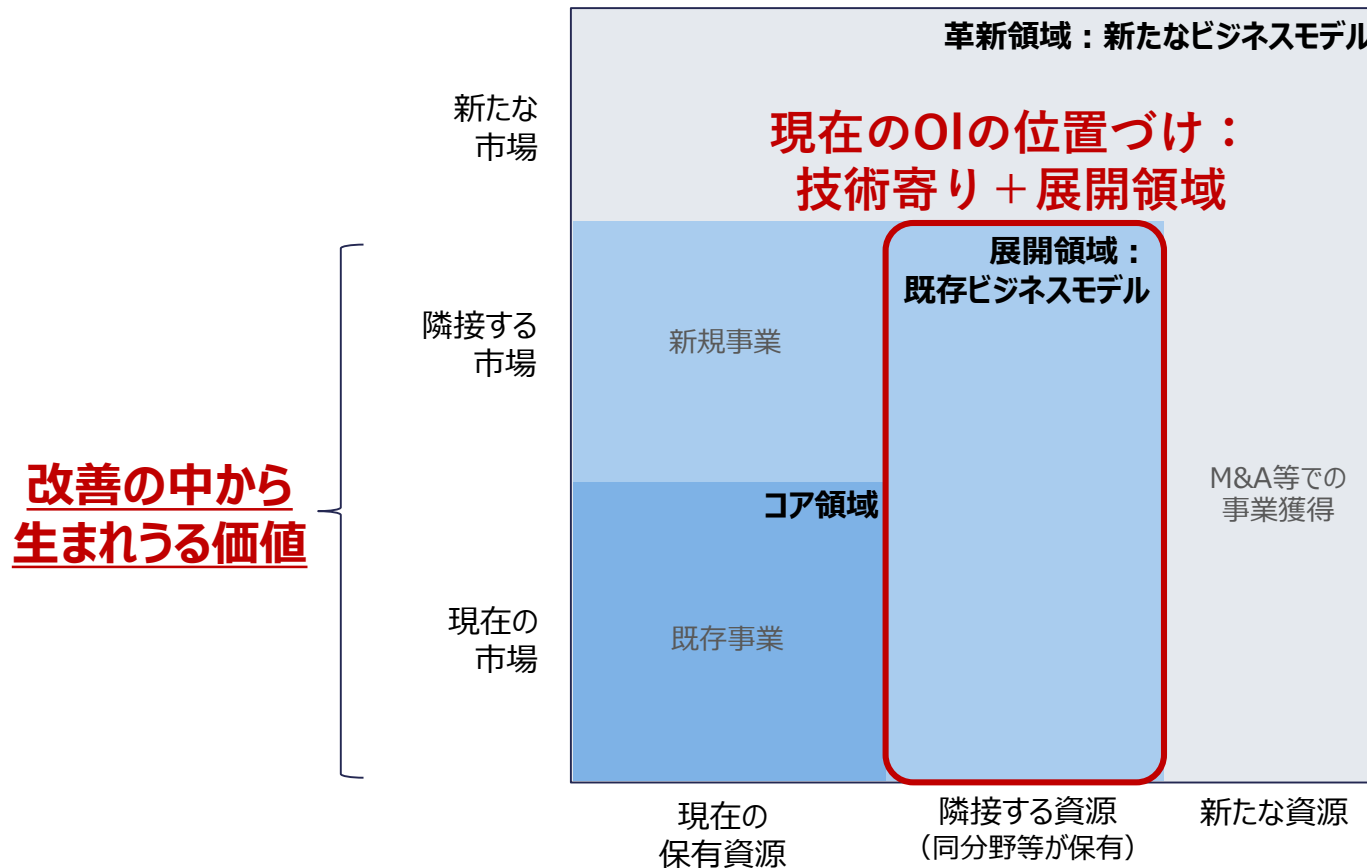 革新領域：新たなビジネスモデル
新たな
市場
現在のOIの位置づけ：
技術寄り＋展開領域
展開領域：
既存ビジネスモデル
隣接する
市場
新規事業
改善の中から
生まれうる価値
コア領域
M&A等での
事業獲得
現在の
市場
既存事業
現在の
保有資源
隣接する資源
（同分野等が保有）
新たな資源